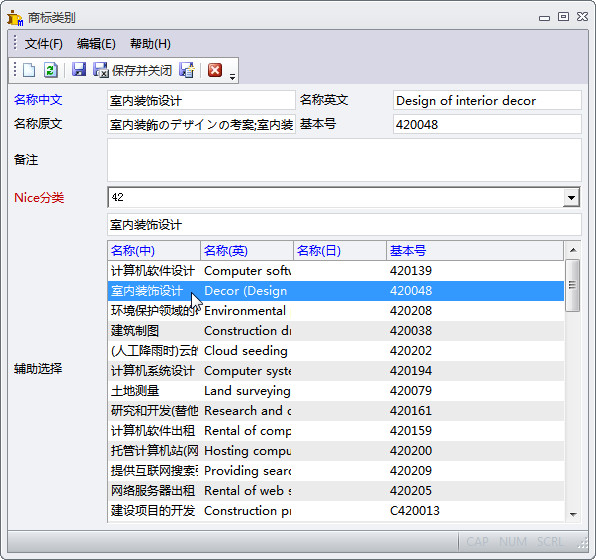 商标类别
文件(F) 编辑(E) 帮助(H)
保存并关闭
名称中文 室内装饰设计 名称英文 Design of interior decor
名称原文 室内装飾のデザインの考案;室内装 基本号 420048
备注
Nice分类 42
室内装饰设计
名称(中) 名称(英) 名称(日) 基本号
计算机软件设计 Computer softw 420139
室内装饰设计 Decor (Design 420048
环境保护领域的 Environmental 420208
建筑制图 Construction dr 420038
(人工降雨时)云的 Cloud seeding 420202
辅助选择
计算机系统设计 Computer syste 420194
土地测量 Land surveying 420079
研究和开发(替他 Research and d 420161
计算机软件出租 Rental of comp 420159
托管计算机站(网 Hosting compu 420200
提供互联网搜索引 Providing searc 420209
网络服务器出租 Rental of web s 420205
建设项目的开发 Construction pr C420013
CAP NUM SCRL